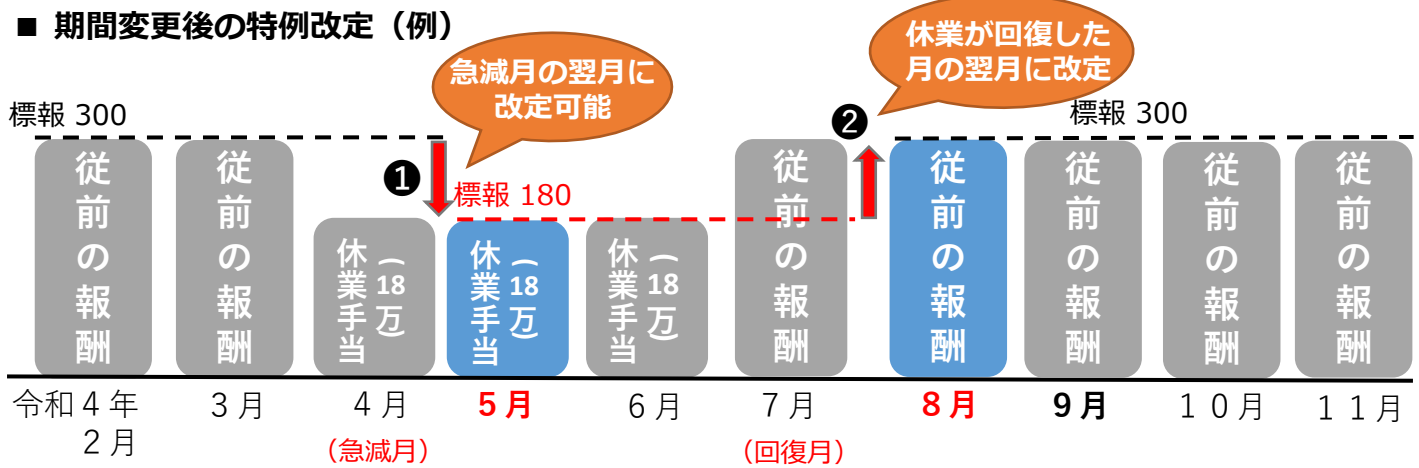 ■ 期間変更後の特例改定（例）
急減月の翌月に
改定可能
休業が回復した
月の翌月に改定
標報 300
❶
標報 180
❷
標報 300
従前の報酬
従前の報酬
休業手当
（18万）
休業手当
（18万）
休業手当
（18万）
従前の報酬
従前の報酬
従前の報酬
従前の報酬
従前の報酬
令和４年
２月
３月
４月
（急減月）
５月
６月
７月
（回復月）
８月
９月
１０月
１１月